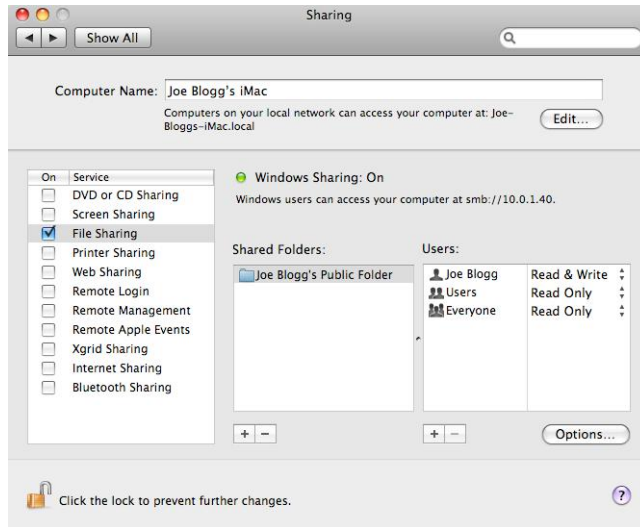 Sharing
Show All
Computer Name: Joe Blogg's iMac
Computers on your local network can access your computer at: Joe-
Bloggs-iMac.local
Edit...
On Service
DVD or CD Sharing
Screen Sharing
File Sharing
Printer Sharing
Web Sharing
Remote Login
Remote Management
Remote Apple Events
Xgrid Sharing
Internet Sharing
Bluetooth Sharing
Windows Sharing: On
Windows users can access your computer at smb://10.0.1.40.
Shared Folders:
Joe Blogg's Public Folder
Users:
Joe Blogg Read & Write
Users Read Only
Everyone Read Only
+ −
+ −
Options...
Click the lock to prevent further changes.
?